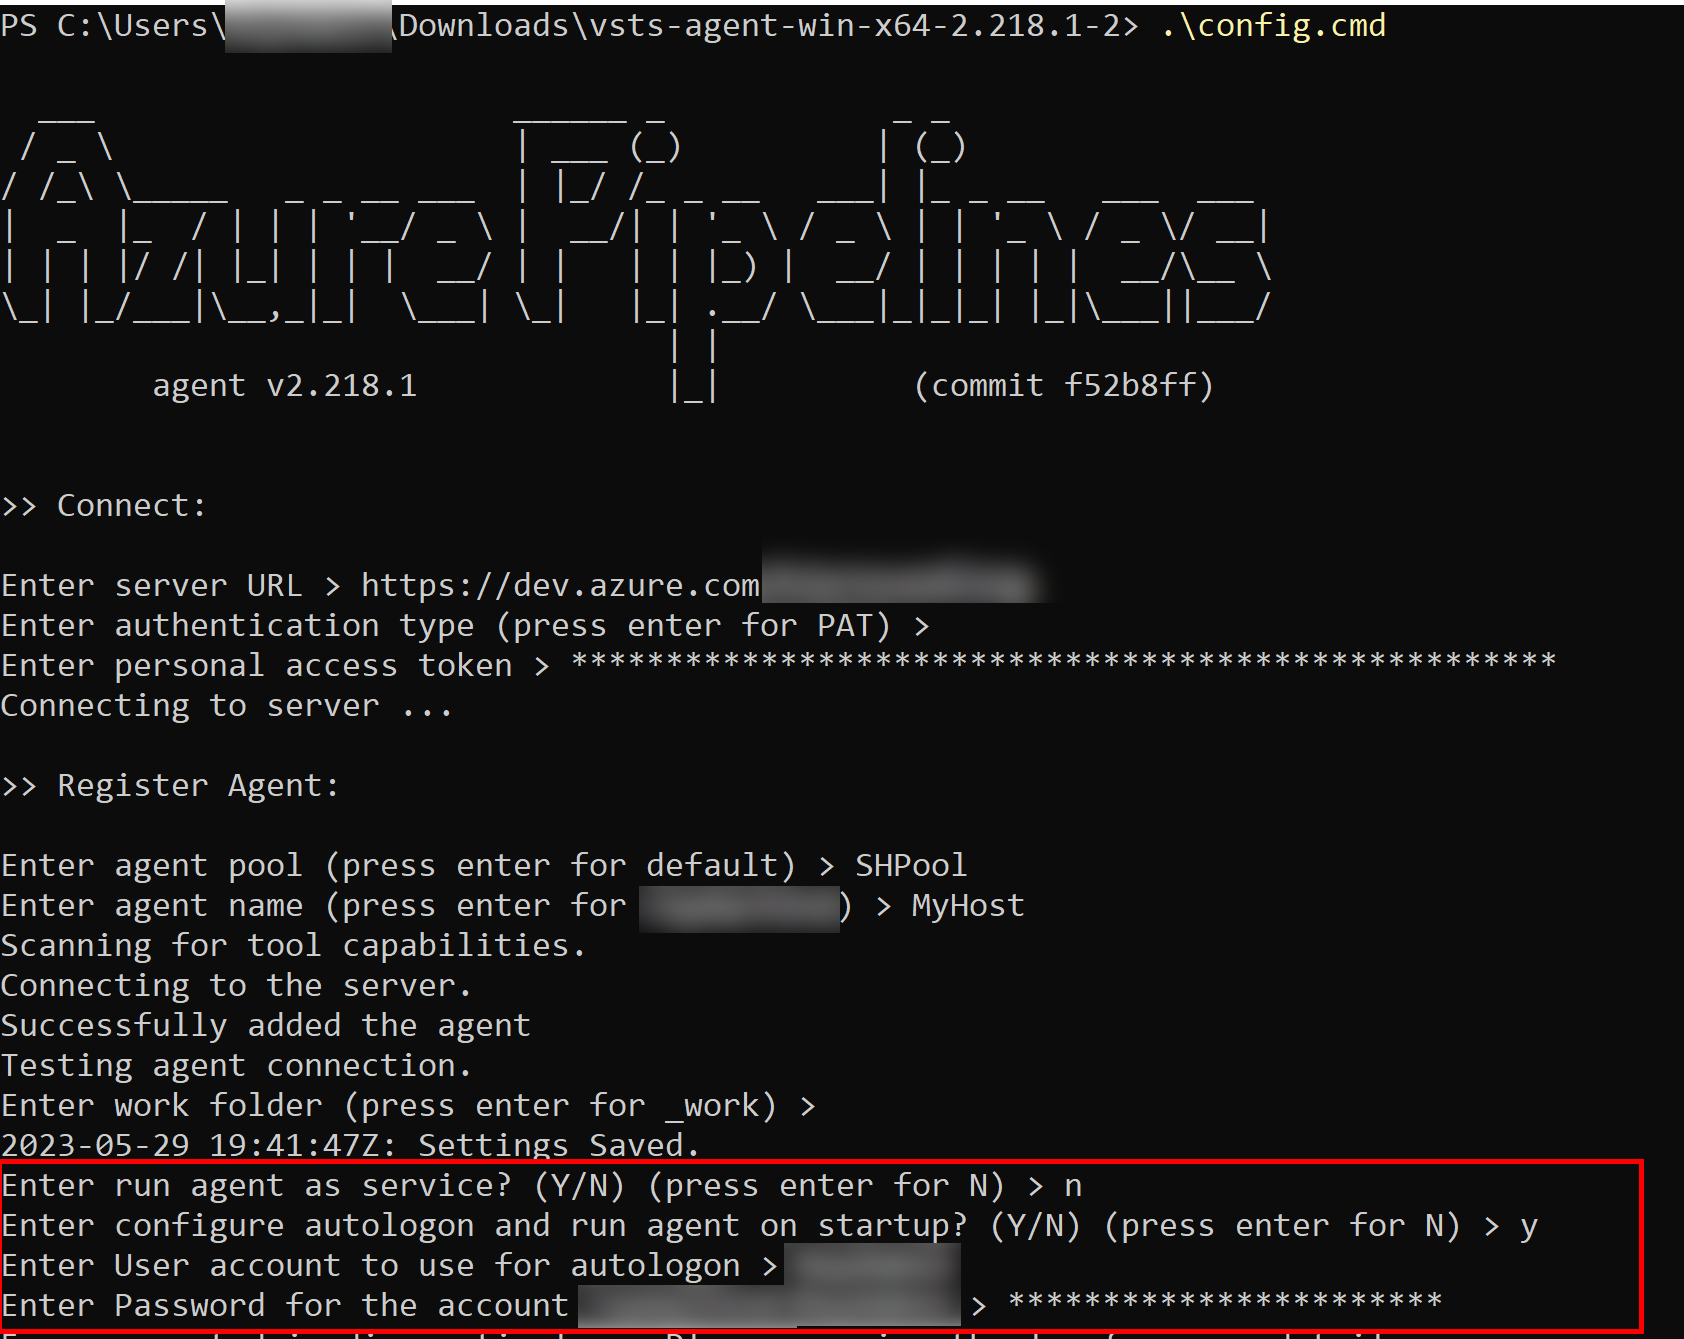 PS C:\Users\ \Downloads\vsts-agent-win-x64-2.218.1-2> .\config.cmd
AzurePipelines
agent v2.218.1 (commit f52b8ff)
>> Connect:
Enter server URL > https://dev.azure.com
Enter authentication type (press enter for PAT) >
Enter personal access token > ****************************************************
Connecting to server ...
>> Register Agent:
Enter agent pool (press enter for default) > SHPool
Enter agent name (press enter for ) > MyHost
Scanning for tool capabilities.
Connecting to the server.
Successfully added the agent
Testing agent connection.
Enter work folder (press enter for _work) >
2023-05-29 19:41:47Z: Settings Saved.
Enter run agent as service? (Y/N) (press enter for N) > n
Enter configure autologon and run agent on startup? (Y/N) (press enter for N) > y
Enter User account to use for autologon >
Enter Password for the account > ***********************